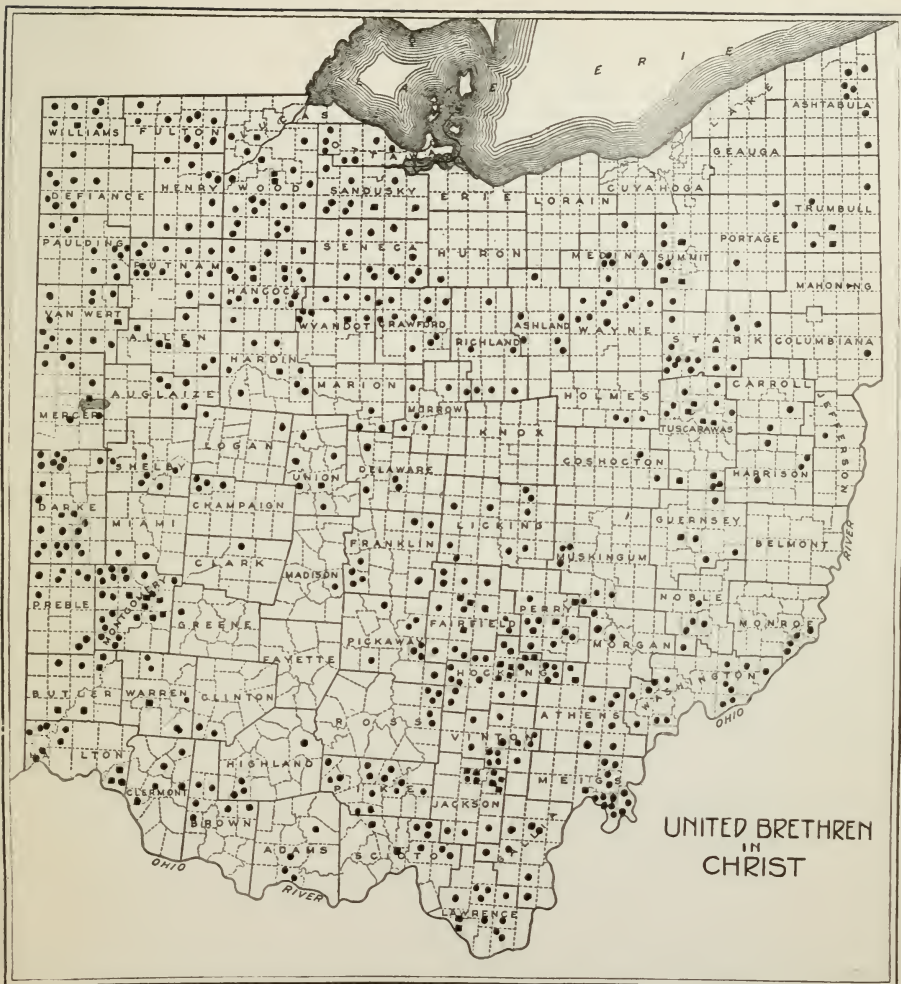 LAKE ERIE
LAKE
WILLIAMS
FULTON
LUCAS
OTTAWA
ASHTABULA
GEAUGA
DEFIANCE
HENRY
WOOD
SANDUSKY
ERIE
LORAIN
CUYAHOGA
TRUMBULL
PAULDING
PUTNAM
SENECA
HURON
MEDINA
SUMMIT
PORTAGE
MAHONING
VAN WERT
HANCOCK
ALLEN
WYANDOT
CRAWFORD
RICHLAND
ASHLAND
WAYNE
STARK
COLUMBIANA
HARDIN
MARION
MERCER
AUGLAIZE
MORROW
HOLMES
TUSCARAWAS
CARROLL
JEFFERSON
LOGAN
UNION
DELAWARE
KNOX
COSHOCTON
HARRISON
SHELBY
DARKE
MIAMI
CHAMPAIGN
LICKING
GUERNSEY
BELMONT
CLARK
FRANKLIN
MUSKINGUM
RIVER
MADISON
PREBLE
MONTGOMERY
GREENE
PICKAWAY
FAIRFIELD
PERRY
NOBLE
MONROE
MORGAN
FAYETTE
HOCKING
WASHINGTON
BUTLER
WARREN
CLINTON
ROSS
ATHENS
OHIO
VINTON
LTON
HIGHLAND
MEIGS
CLERMONT
PIKE
JACKSON
BROWN
ADAMS
SCIOTO
OHIO
RIVER
LAWRENCE
UNITED BRETHREN
IN
CHRIST